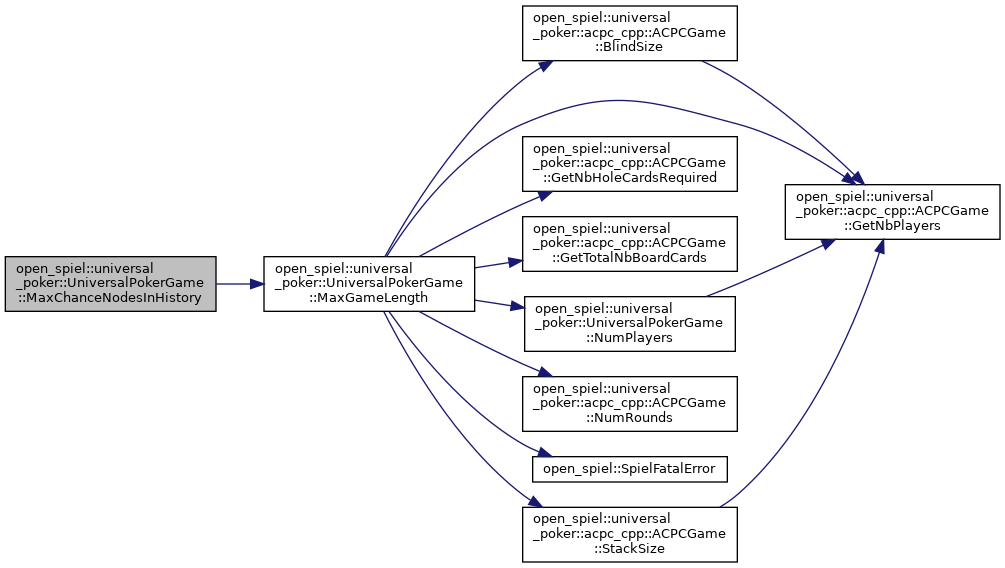 open_spiel::universal
_poker::UniversalPokerGame
::MaxChanceNodesInHistory
open_spiel::universal
_poker::UniversalPokerGame
::MaxGameLength
open_spiel::universal
_poker::acpc_cpp::ACPCGame
::BlindSize
open_spiel::universal
_poker::acpc_cpp::ACPCGame
::GetNbHoleCardsRequired
open_spiel::universal
_poker::acpc_cpp::ACPCGame
::GetTotalNbBoardCards
open_spiel::universal
_poker::UniversalPokerGame
::NumPlayers
open_spiel::universal
_poker::acpc_cpp::ACPCGame
::NumRounds
open_spiel::SpielFatalError
open_spiel::universal
_poker::acpc_cpp::ACPCGame
::StackSize
open_spiel::universal
_poker::acpc_cpp::ACPCGame
::GetNbPlayers